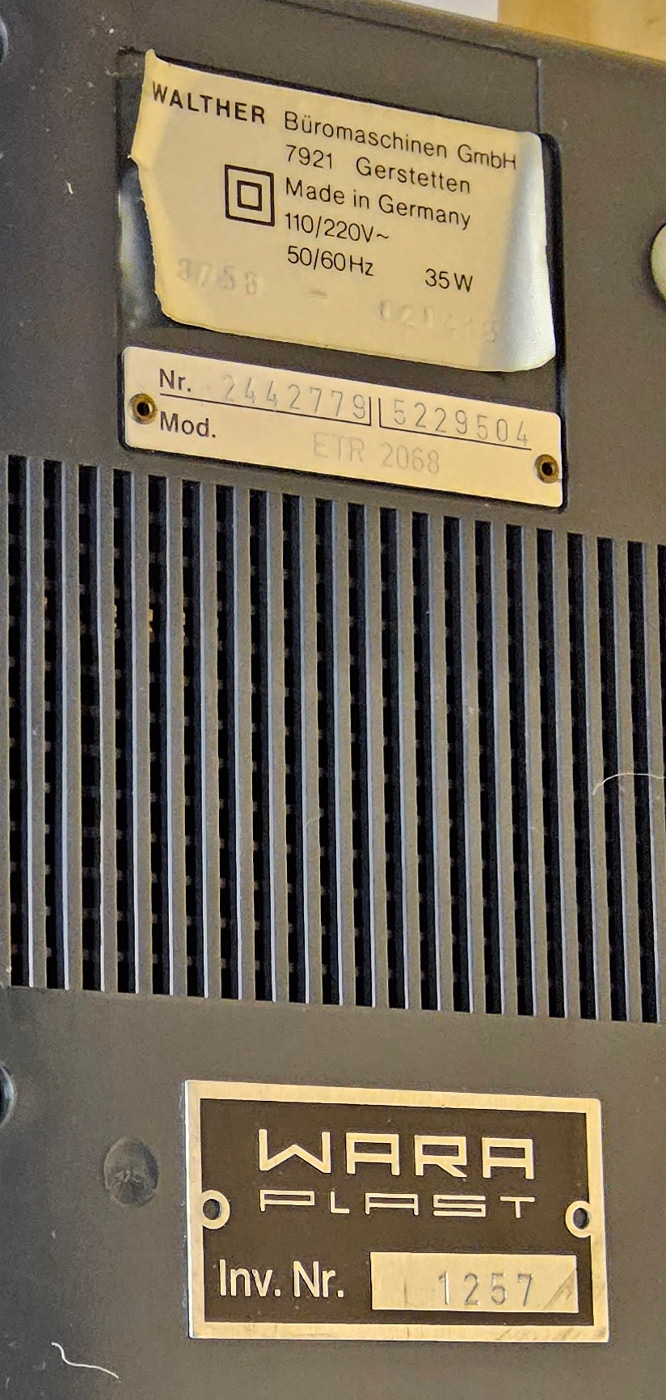 WALTHER Büromaschinen GmbH
7921 Gerstetten
Made in Germany
110/220V~
50/60Hz 35W
Nr. 2442779 5229504
Mod. ETR 2068
WARA
PLAST
Inv. Nr. 1257